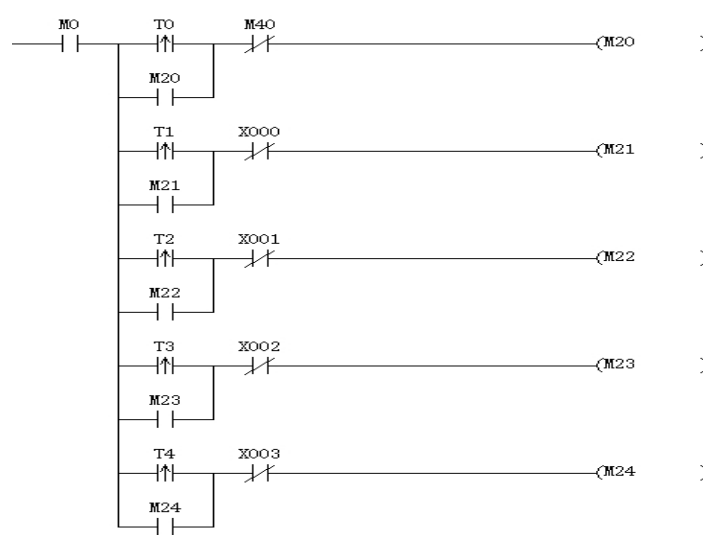 M0 T0 M40
(M20 )
M20
T1 X000
(M21 )
M21
T2 X001
(M22 )
M22
T3 X002
(M23 )
M23
T4 X003
(M24 )
M24